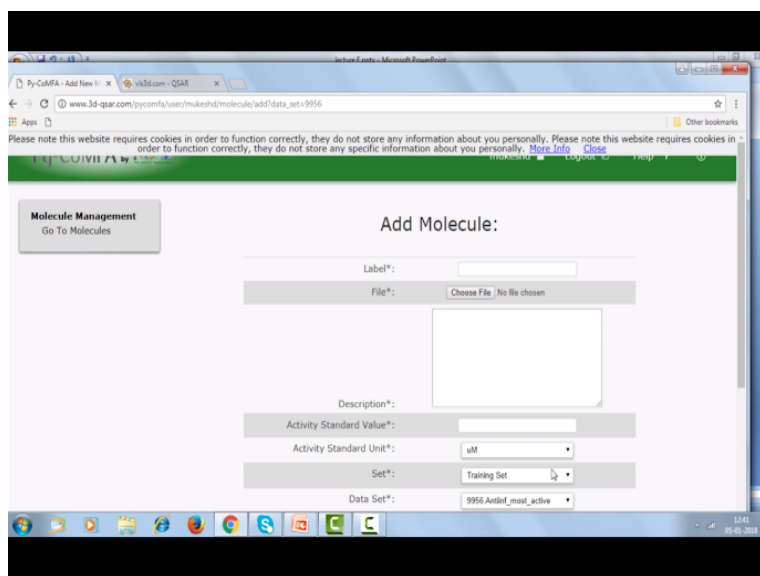 lecture 6.pptx - Microsoft PowerPoint
Py-CoMFA - Add New M
vls3d.com - QSAR
www.3d-qsar.com/pycomfa/user/mukeshd/molecule/add?data_set=9956
Apps
Other bookmarks
Please note this website requires cookies in order to function correctly, they do not store any information about you personally. Please note this website requires cookies in
order to function correctly, they do not store any specific information about you personally. More Info Close
Py-CoMFA by
mukeshd Logout Help ?
Molecule Management
Go To Molecules
Add Molecule:
Label*:
File*: Choose File No file chosen
Description*:
Activity Standard Value*:
Activity Standard Unit*: uM
Set*: Training Set
Data Set*: 9956.Antiinf_most_active
12:41
05-01-2018